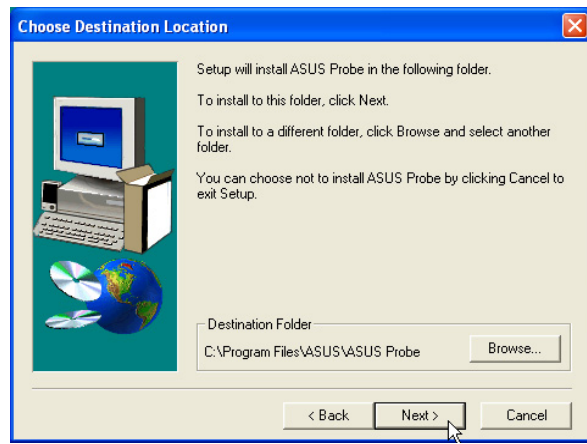 Choose Destination Location
Setup will install ASUS Probe in the following folder.
To install to this folder, click Next.
To install to a different folder, click Browse and select another
folder.
You can choose not to install ASUS Probe by clicking Cancel to
exit Setup.
Destination Folder
C:\Program Files\ASUS\ASUS Probe
Browse...
< Back
Next >
Cancel